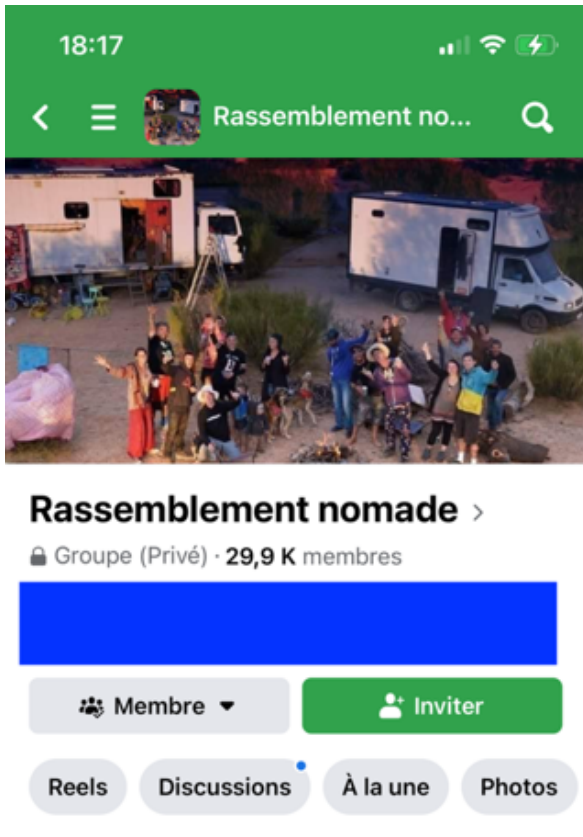 18:17
Rassemblement no...
Rassemblement nomade
Groupe (Privé) · 29,9 K membres
Membre
Inviter
Reels
Discussions
À la une
Photos